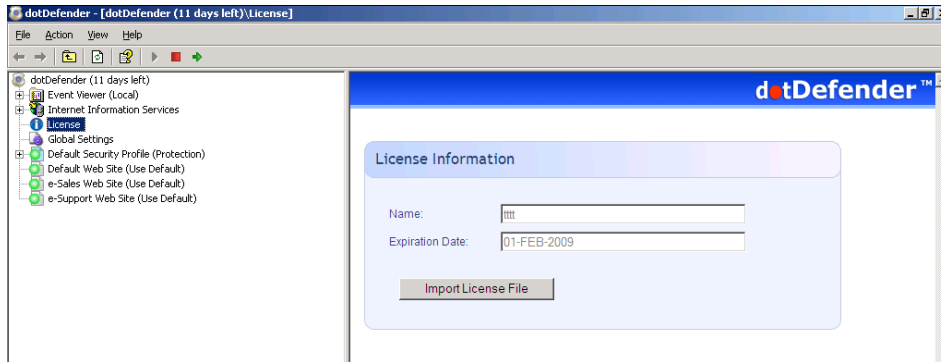 dotDefender - [dotDefender (11 days left)\License]
File Action View Help
dotDefender (11 days left)
Event Viewer (Local)
Internet Information Services
License
Global Settings
Default Security Profile (Protection)
Default Web Site (Use Default)
e-Sales Web Site (Use Default)
e-Support Web Site (Use Default)
dotDefender™
License Information
Name: tttt
Expiration Date: 01-FEB-2009
Import License File